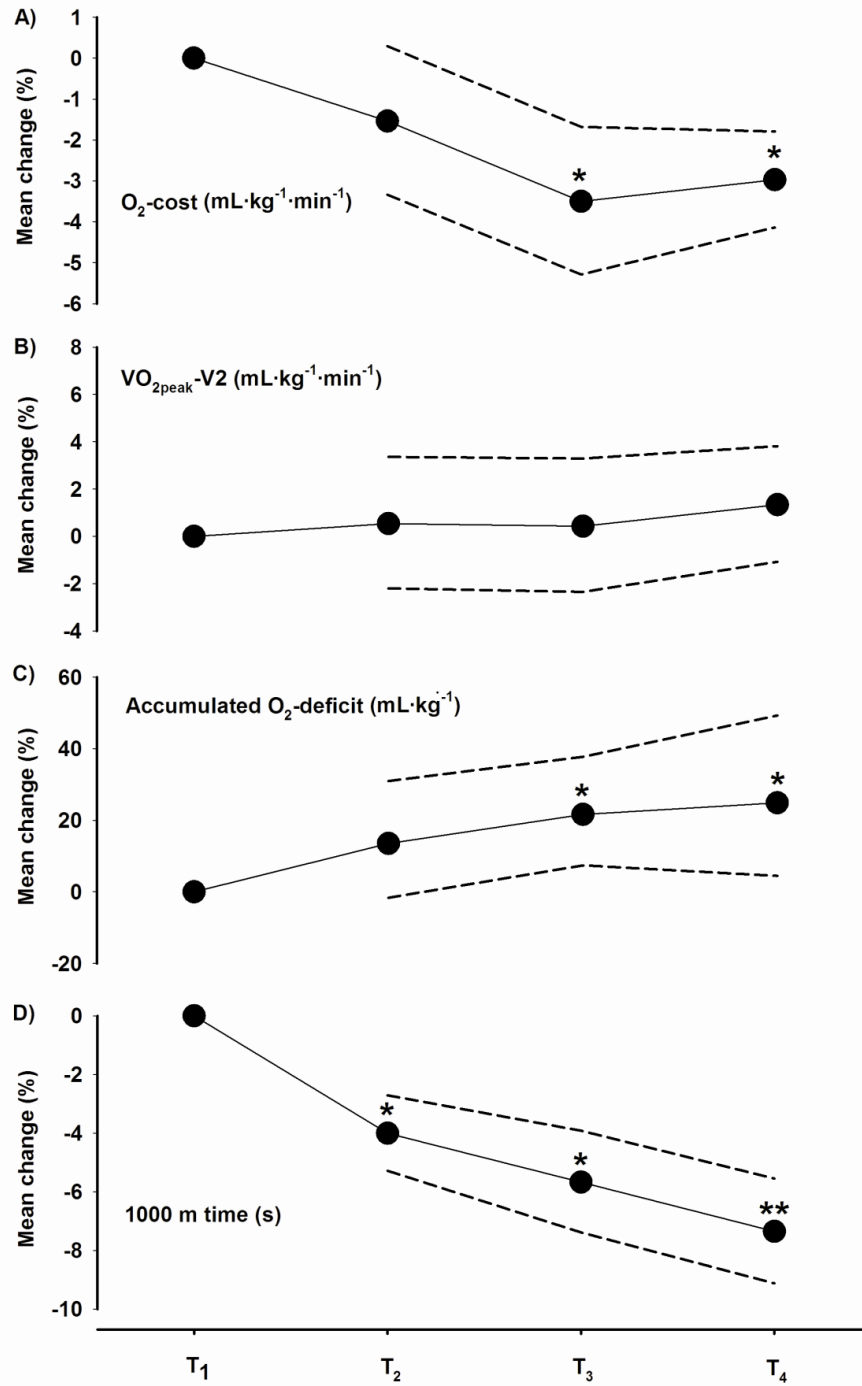 A)
1
0
-1
-2
-3
-4
-5
-6
Mean change (%)
O₂-cost (mL·kg⁻¹·min⁻¹)
*
*
B)
8
6
4
2
0
-2
-4
Mean change (%)
VO₂peak-V2 (mL·kg⁻¹·min⁻¹)
C)
60
40
20
0
-20
Mean change (%)
Accumulated O₂-deficit (mL·kg⁻¹)
*
*
D)
0
-2
-4
-6
-8
-10
Mean change (%)
1000 m time (s)
*
*
**
T₁ T₂ T₃ T₄